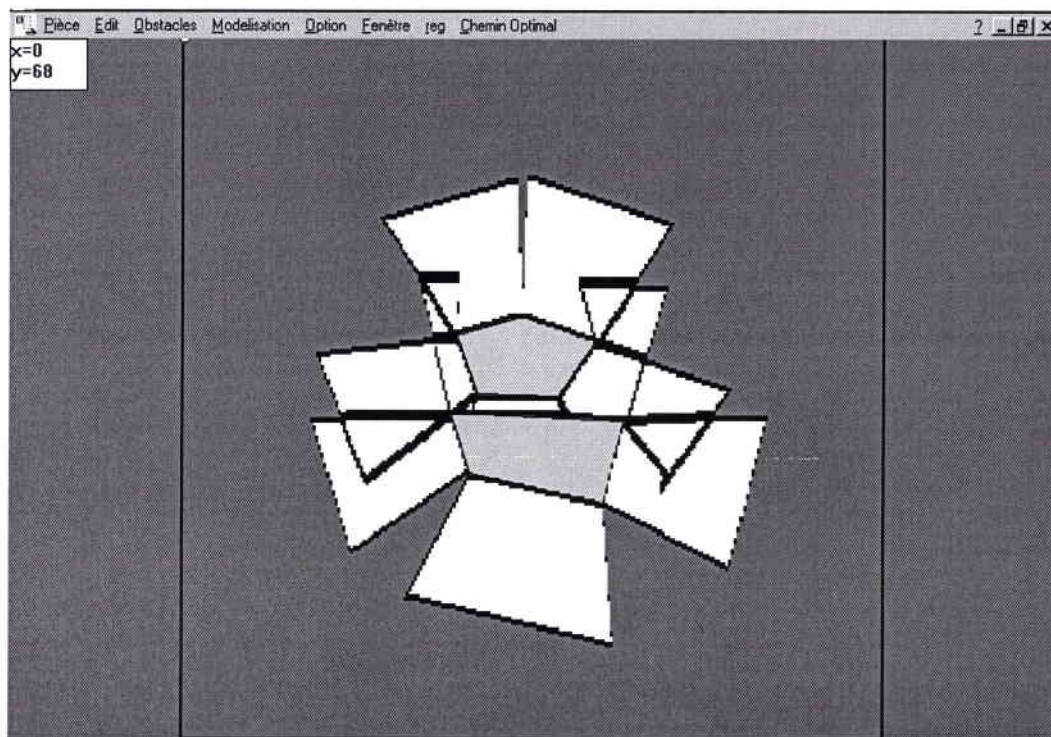 Pièce Edit Obstacles Modelisation Option Fenêtre reg Chemin Optimal ?
x=0
y=68